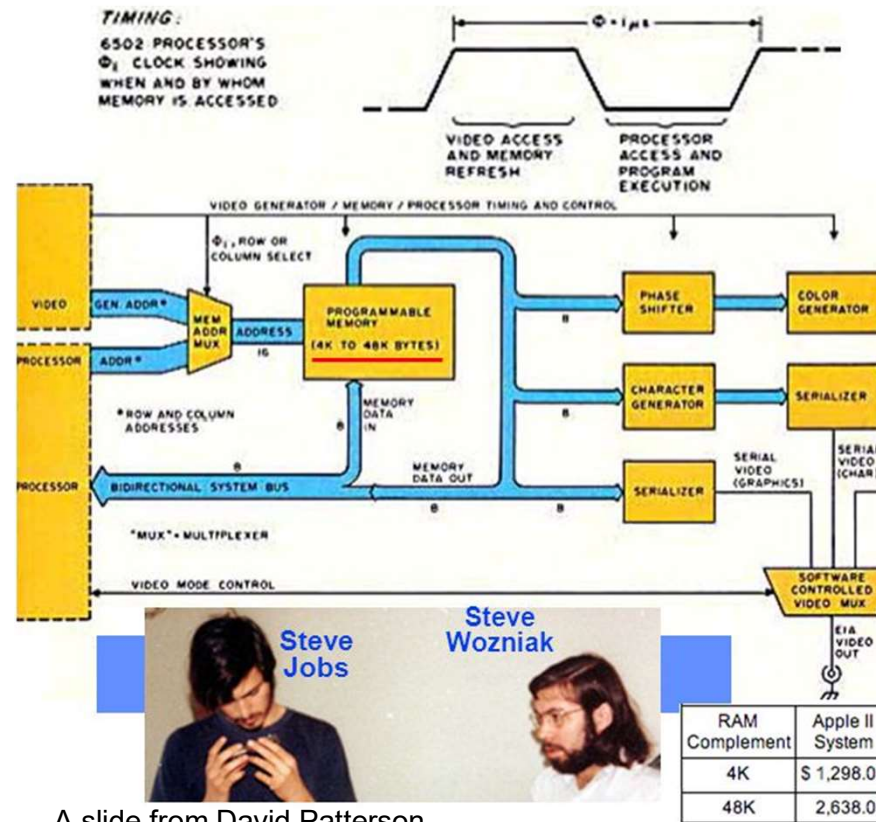 TIMING:
6502 PROCESSOR'S
Φ₁ CLOCK SHOWING
WHEN AND BY WHOM
MEMORY IS ACCESSED
Φ = 1μs
VIDEO ACCESS
AND MEMORY
REFRESH
PROCESSOR
ACCESS AND
PROGRAM
EXECUTION
VIDEO GENERATOR / MEMORY / PROCESSOR TIMING AND CONTROL
Φ₁, ROW OR
COLUMN SELECT
VIDEO
GEN. ADDR*
MEM
ADDR
MUX
ADDRESS
16
PROGRAMMABLE
MEMORY
(4K TO 48K BYTES)
PHASE
SHIFTER
COLOR
GENERATOR
8
PROCESSOR
ADDR*
*ROW AND COLUMN
ADDRESSES
8
MEMORY
DATA
IN
CHARACTER
GENERATOR
SERIALIZER
8
PROCESSOR
8
BIDIRECTIONAL SYSTEM BUS
MEMORY
DATA OUT
8
8
SERIALIZER
SERIAL
VIDEO
(GRAPHICS)
SERIAL
VIDEO
(CHAR
"MUX" = MULTIPLEXER
VIDEO MODE CONTROL
SOFTWARE
CONTROLLED
VIDEO MUX
EIA
VIDEO
OUT
Steve
Jobs
Steve
Wozniak
RAM
Complement
Apple II
System
4K
$ 1,298.0
48K
2,638.0
A slide from David Patterson